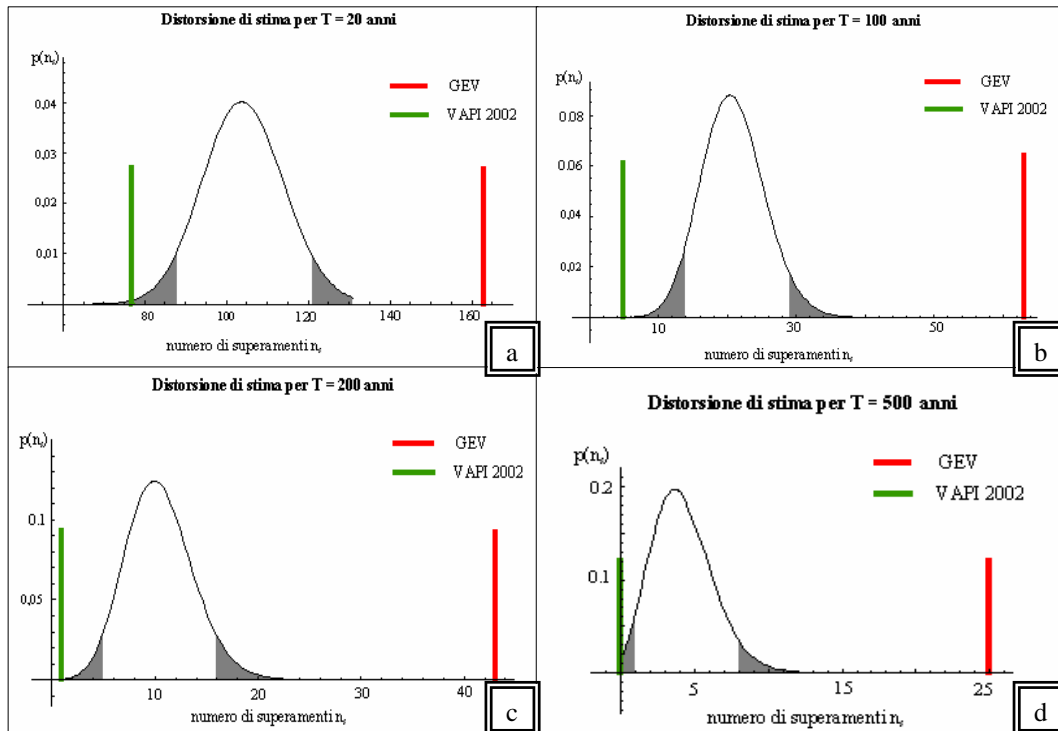 Distorsione di stima per T = 20 anni
p(nₛ)
GEV
VAPI 2002
0,04
0,03
0,02
0,01
80 100 120 140 160
numero di superamenti nₛ
a
Distorsione di stima per T = 100 anni
p(nₛ)
GEV
VAPI 2002
0.08
0.06
0.04
0.02
10 30 50
numero di superamenti nₛ
b
Distorsione di stima per T = 200 anni
p(nₛ)
GEV
VAPI 2002
0.1
0,05
10 20 30 40
numero di superamenti nₛ
c
Distorsione di stima per T = 500 anni
p(nₛ)
GEV
VAPI 2002
0.2
0.1
5 15 25
numero di superamenti nₛ
d